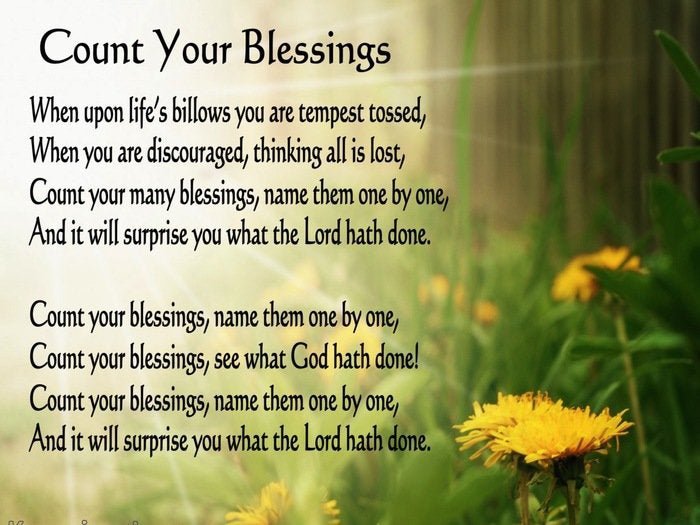 Count Your Blessings
When upon life's billows you are tempest tossed,
When you are discouraged, thinking all is lost,
Count your many blessings, name them one by one,
And it will surprise you what the Lord hath done.
Count your blessings, name them one by one,
Count your blessings, see what God hath done!
Count your blessings, name them one by one,
And it will surprise you what the Lord hath done.